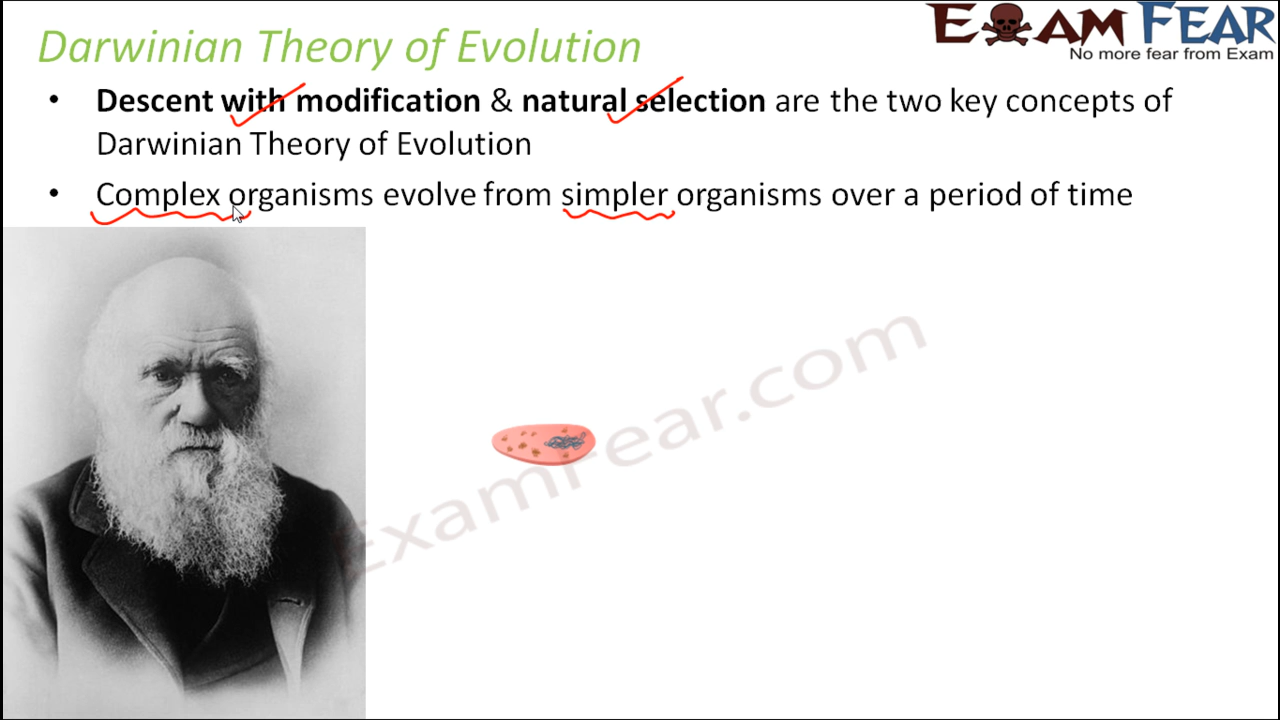 Darwinian Theory of Evolution
EXAM FEAR
No more fear from Exam
• Descent with modification & natural selection are the two key concepts of
Darwinian Theory of Evolution
• Complex organisms evolve from simpler organisms over a period of time
ExamFear.com